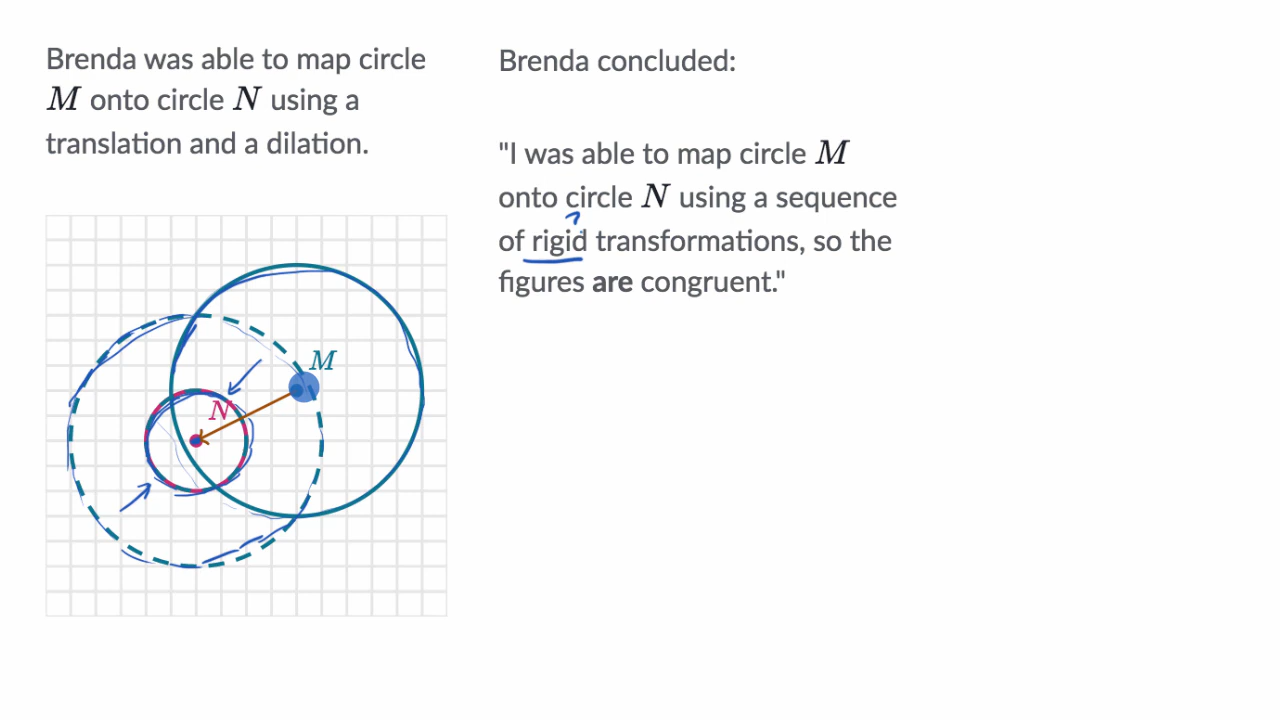 Brenda was able to map circle
M onto circle N using a
translation and a dilation.
M
N
Brenda concluded:
"I was able to map circle M
onto circle N using a sequence
of rigid transformations, so the
figures are congruent."